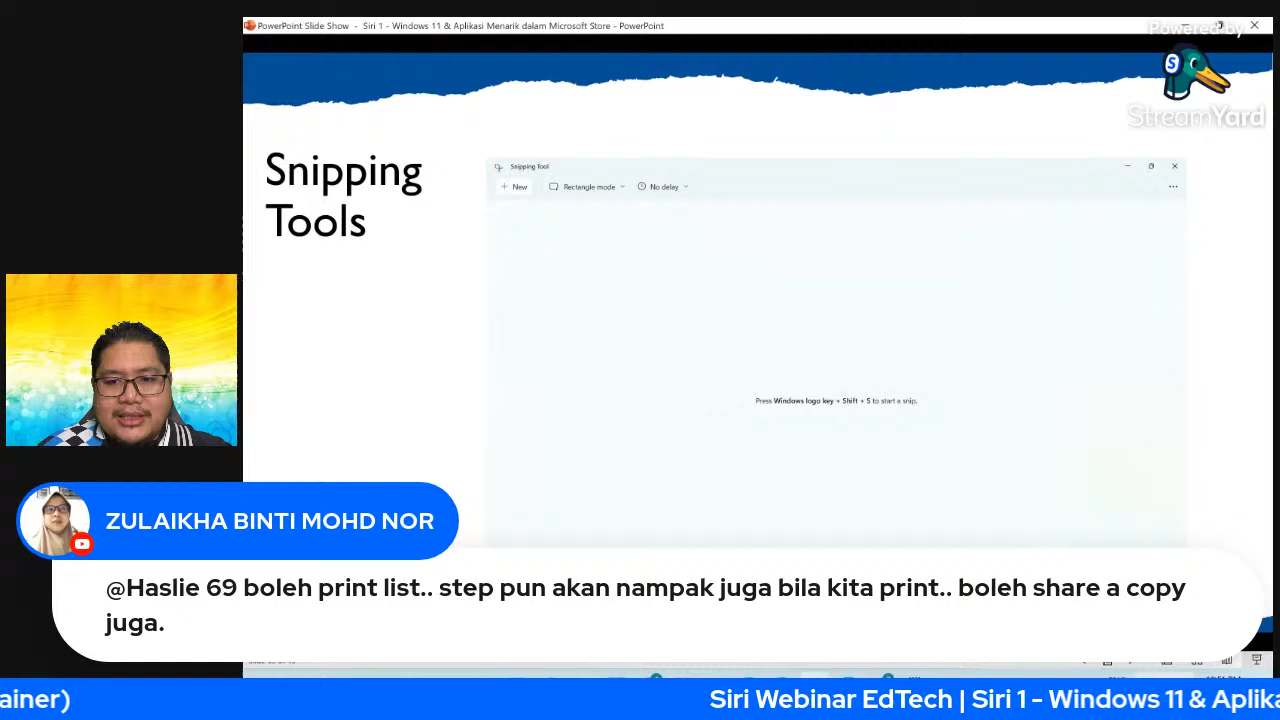 PowerPoint Slide Show - Siri 1 - Windows 11 & Aplikasi Menarik dalam Microsoft Store - PowerPoint
Powered by
StreamYard
Snipping
Tools
Snipping Tool
New Rectangle mode No delay
Press Windows logo key + Shift + S to start a snip.
ZULAIKHA BINTI MOHD NOR
@Haslie 69 boleh print list.. step pun akan nampak juga bila kita print.. boleh share a copy
juga.
ainer) Siri Webinar EdTech | Siri 1 - Windows 11 & Aplika